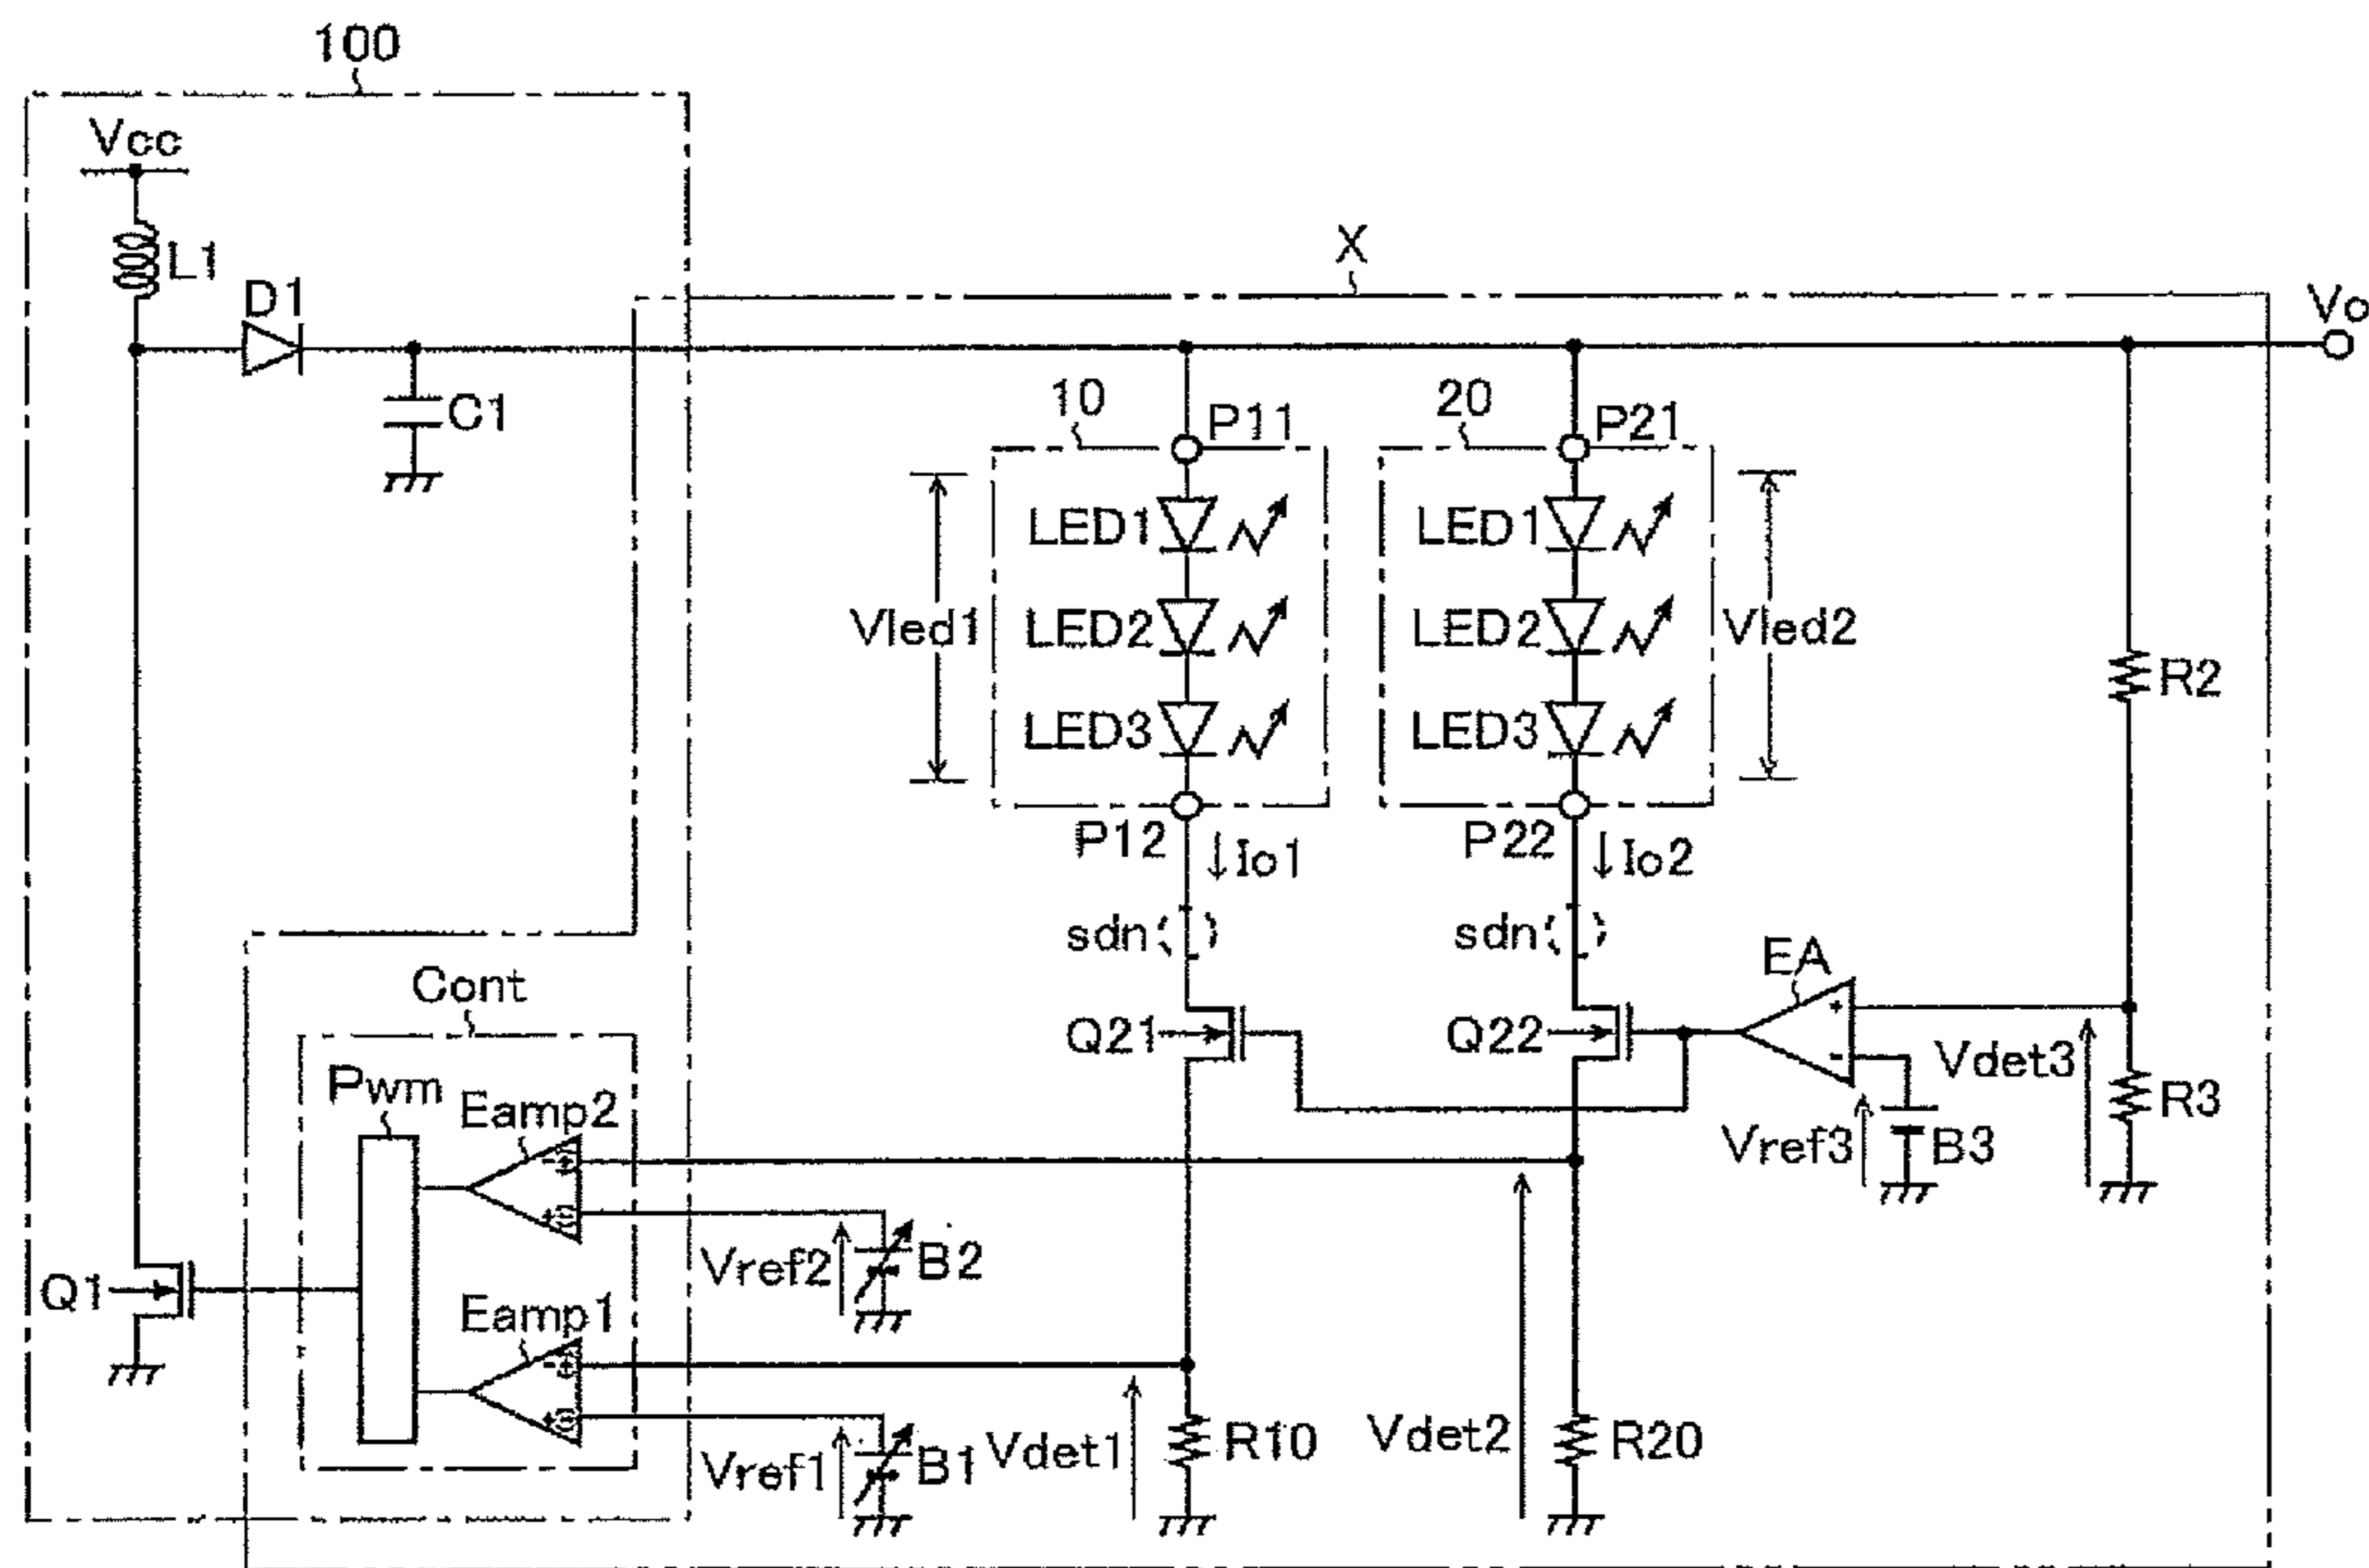 100
Vcc
L1
D1
C1
X
Vo
10
P11
20
P21
LED1
LED1
Vled1
LED2
LED2
Vled2
LED3
LED3
R2
P12
Io1
P22
Io2
sdn
sdn
EA
+
-
Cont
Q21
Q22
Vdet3
R3
Pwm
Eamp2
Vref3
B3
Vref2
B2
Q1
Eamp1
Vref1
B1
Vdet1
R10
Vdet2
R20